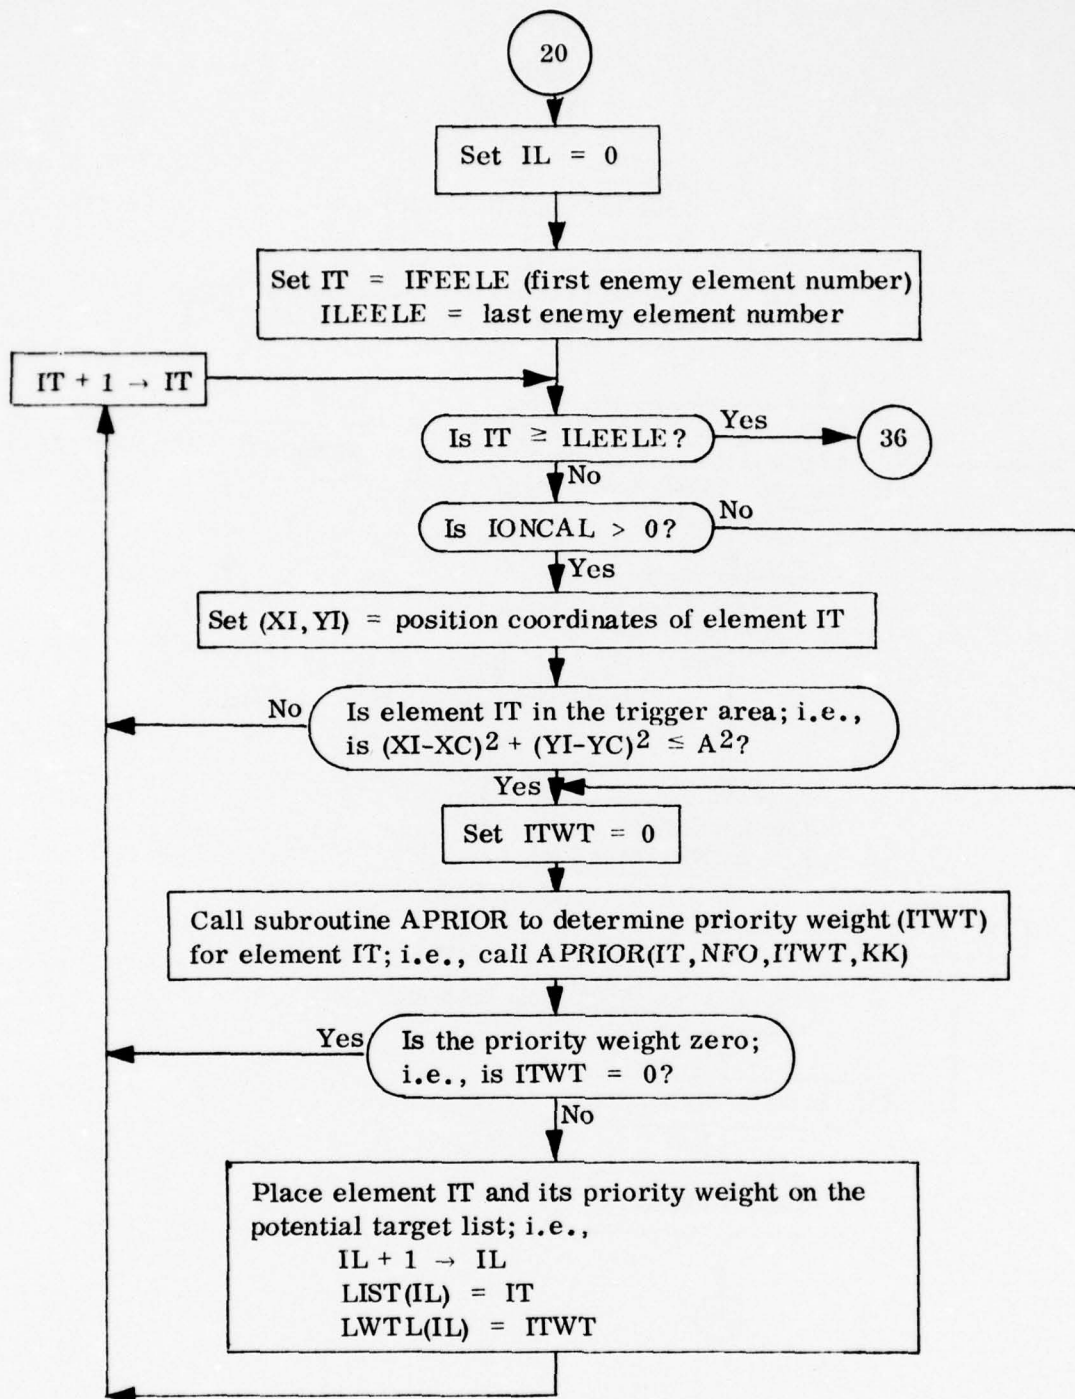 20
Set IL = 0
Set IT = IFEELE (first enemy element number)
ILEELE = last enemy element number
IT + 1 → IT
Is IT ≥ ILEELE?
Yes
36
No
Is IONCAL > 0?
No
Yes
Set (XI,YI) = position coordinates of element IT
No
Is element IT in the trigger area; i.e.,
is (XI-XC)2 + (YI-YC)2 ≤ A2?
Yes
Set ITWT = 0
Call subroutine APRIOR to determine priority weight (ITWT)
for element IT; i.e., call APRIOR(IT,NFO,ITWT,KK)
Yes
Is the priority weight zero;
i.e., is ITWT = 0?
No
Place element IT and its priority weight on the
potential target list; i.e.,
IL + 1 → IL
LIST(IL) = IT
LWTL(IL) = ITWT